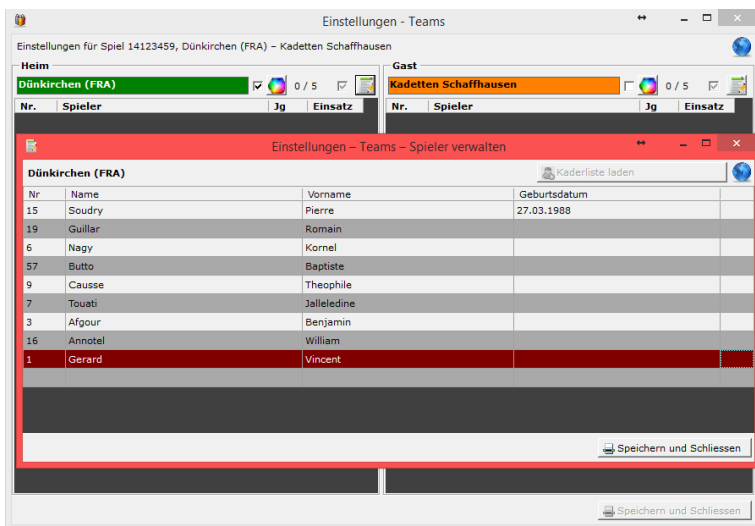 Einstellungen - Teams
Einstellungen für Spiel 14123459, Dünkirchen (FRA) – Kadetten Schaffhausen
Heim Gast
Dünkirchen (FRA) 0 / 5 Kadetten Schaffhausen 0 / 5
Nr. Spieler Jg Einsatz Nr. Spieler Jg Einsatz
Einstellungen – Teams – Spieler verwalten
Dünkirchen (FRA) Kaderliste laden
Nr Name Vorname Geburtsdatum
15 Soudry Pierre 27.03.1988
19 Guillar Romain
6 Nagy Kornel
57 Butto Baptiste
9 Causse Theophile
7 Touati Jalleledine
3 Afgour Benjamin
16 Annotel William
1 Gerard Vincent
Speichern und Schliessen
Speichern und Schliessen